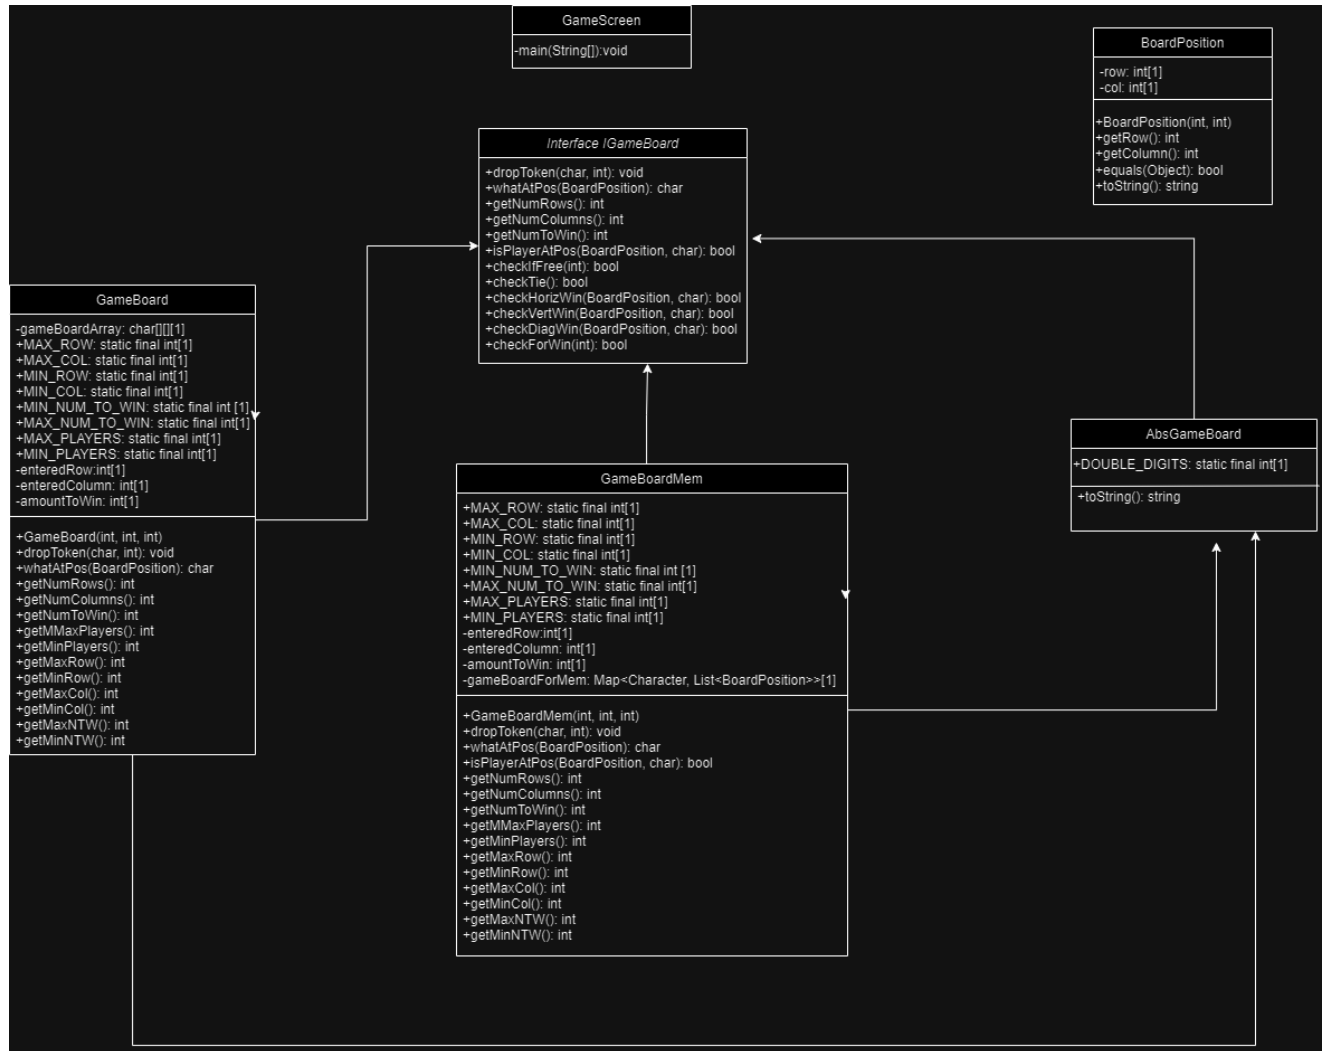 GameScreen
-main(String[]):void
BoardPosition
-row: int[1]
-col: int[1]
+BoardPosition(int, int)
+getRow(): int
+getColumn(): int
+equals(Object): bool
+toString(): string
Interface IGameBoard
+dropToken(char, int): void
+whatAtPos(BoardPosition): char
+getNumRows(): int
+getNumColumns(): int
+getNumToWin(): int
+isPlayerAtPos(BoardPosition, char): bool
+checkIfFree(int): bool
+checkTie(): bool
+checkHorizWin(BoardPosition, char): bool
+checkVertWin(BoardPosition, char): bool
+checkDiagWin(BoardPosition, char): bool
+checkForWin(int): bool
GameBoard
-gameBoardArray: char[][][1]
+MAX_ROW: static final int[1]
+MAX_COL: static final int[1]
+MIN_ROW: static final int[1]
+MIN_COL: static final int[1]
+MIN_NUM_TO_WIN: static final int [1]
+MAX_NUM_TO_WIN: static final int[1]
+MAX_PLAYERS: static final int[1]
+MIN_PLAYERS: static final int[1]
-enteredRow:int[1]
-enteredColumn: int[1]
-amountToWin: int[1]
+GameBoard(int, int, int)
+dropToken(char, int): void
+whatAtPos(BoardPosition): char
+getNumRows(): int
+getNumColumns(): int
+getNumToWin(): int
+getMMaxPlayers(): int
+getMinPlayers(): int
+getMaxRow(): int
+getMinRow(): int
+getMaxCol(): int
+getMinCol(): int
+getMaxNTW(): int
+getMinNTW(): int
AbsGameBoard
+DOUBLE_DIGITS: static final int[1]
+toString(): string
GameBoardMem
+MAX_ROW: static final int[1]
+MAX_COL: static final int[1]
+MIN_ROW: static final int[1]
+MIN_COL: static final int[1]
+MIN_NUM_TO_WIN: static final int [1]
+MAX_NUM_TO_WIN: static final int[1]
+MAX_PLAYERS: static final int[1]
+MIN_PLAYERS: static final int[1]
-enteredRow:int[1]
-enteredColumn: int[1]
-amountToWin: int[1]
-gameBoardForMem: Map<Character, List<BoardPosition>>[1]
+GameBoardMem(int, int, int)
+dropToken(char, int): void
+whatAtPos(BoardPosition): char
+isPlayerAtPos(BoardPosition, char): bool
+getNumRows(): int
+getNumColumns(): int
+getNumToWin(): int
+getMMaxPlayers(): int
+getMinPlayers(): int
+getMaxRow(): int
+getMinRow(): int
+getMaxCol(): int
+getMinCol(): int
+getMaxNTW(): int
+getMinNTW(): int